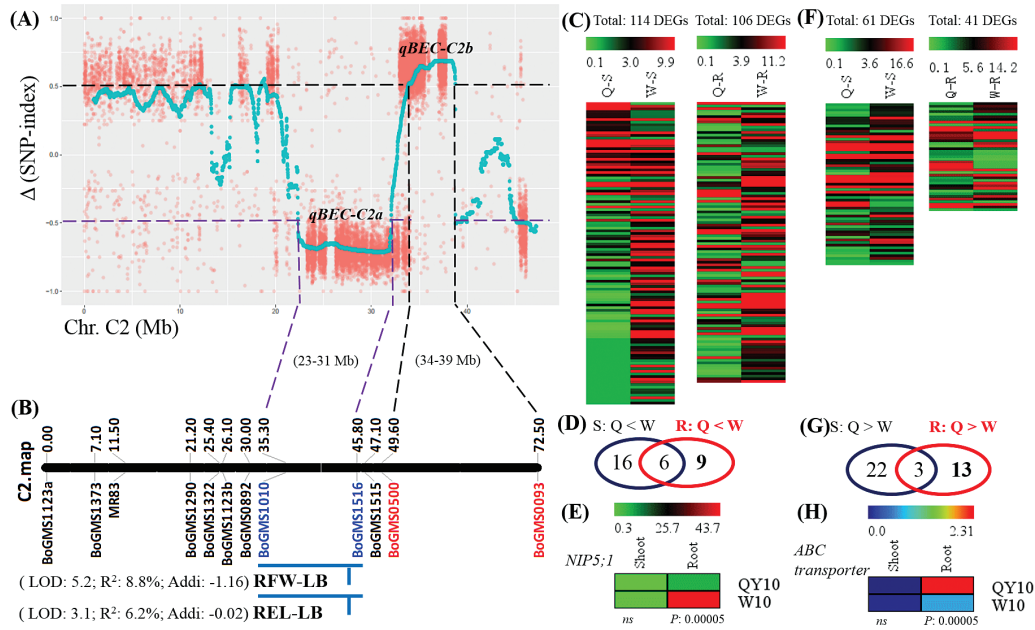 (A)
Δ (SNP-index)
1.0
0.5
0.0
−0.5
−1.0
qBEC-C2b
qBEC-C2a
0
10
20
30
40
Chr. C2 (Mb)
(23-31 Mb)
(34-39 Mb)
(B)
C2.map
0.00
7.10
11.50
21.20
25.40
26.10
30.00
35.30
45.80
47.10
49.60
72.50
BoGMS1123a
BoGMS1373
MR83
BoGMS1290
BoGMS1322
BoGMS1123b
BoGMS0892
BoGMS1010
BoGMS1516
BoGMS1515
BoGMS0500
BoGMS0093
( LOD: 5.2; R²: 8.8%; Addi: -1.16) RFW-LB
( LOD: 3.1; R²: 6.2%; Addi: -0.02) REL-LB
(C)
Total: 114 DEGs
0.1 3.0 9.9
Q-S W-S
Total: 106 DEGs
0.1 3.9 11.2
Q-R W-R
(D)
S: Q < W R: Q < W
16 6 9
(E)
0.3 25.7 43.7
NIP5;1
Shoot Root
QY10
W10
ns P: 0.00005
(F)
Total: 61 DEGs
0.1 3.6 16.6
Q-S W-S
Total: 41 DEGs
0.1 5.6 14.2
Q-R W-R
(G)
S: Q > W R: Q > W
22 3 13
(H)
0.0 2.31
ABC
transporter
Shoot Root
QY10
W10
ns P: 0.00005